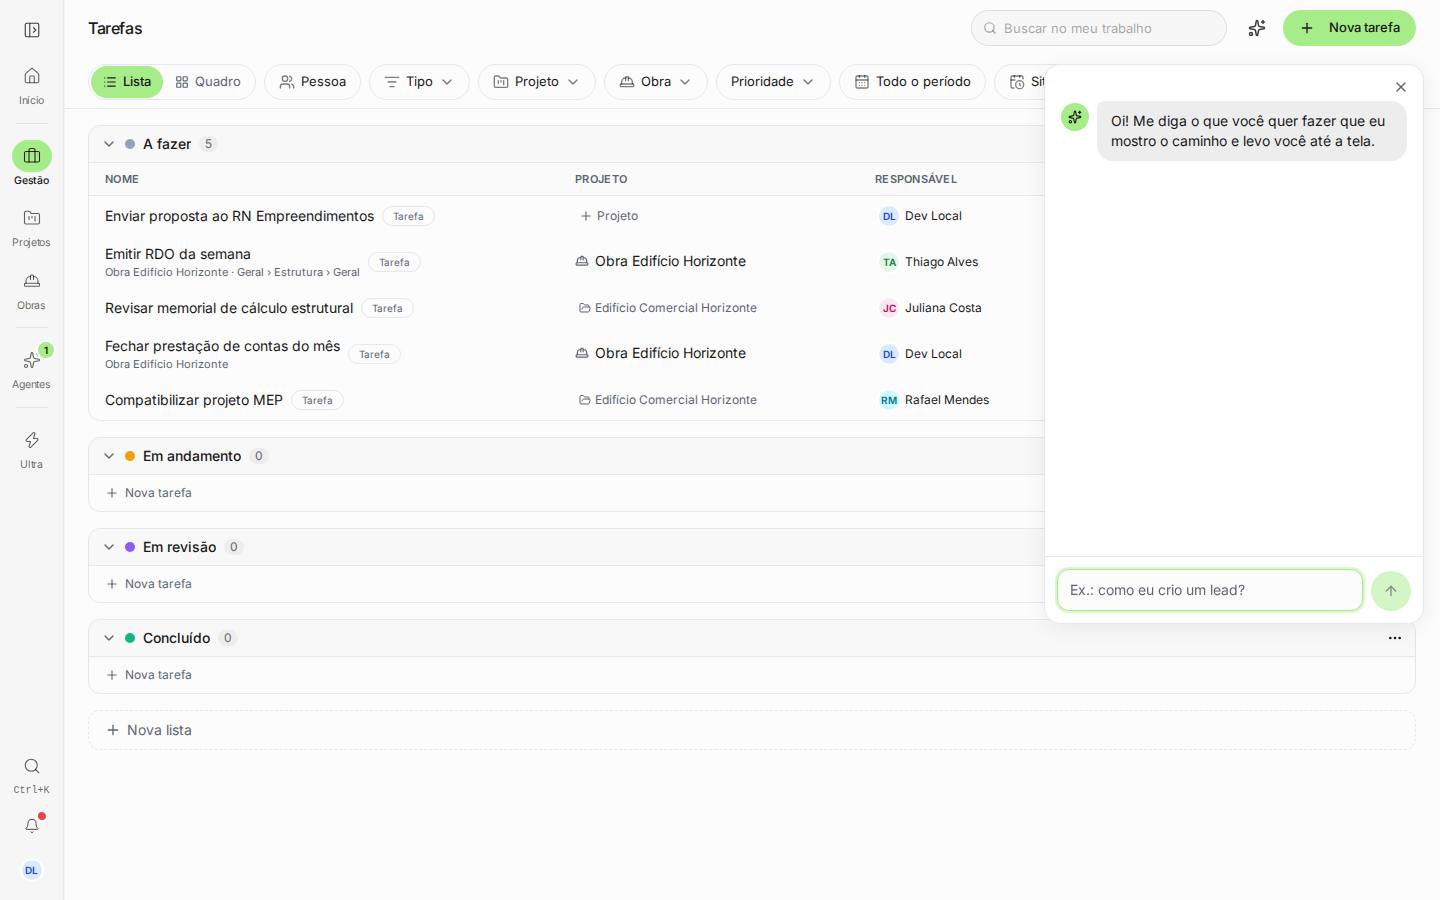 Tarefas
Buscar no meu trabalho
Nova tarefa
Início
Gestão
Projetos
Obras
1
Agentes
Ultra
Ctrl+K
DL
Lista
Quadro
Pessoa
Tipo
Projeto
Obra
Prioridade
Todo o período
A fazer 5
NOME PROJETO RESPONSÁVEL
Enviar proposta ao RN Empreendimentos Tarefa Projeto DL Dev Local
Emitir RDO da semana
Obra Edifício Horizonte · Geral › Estrutura › Geral
Tarefa Obra Edifício Horizonte TA Thiago Alves
Revisar memorial de cálculo estrutural Tarefa Edifício Comercial Horizonte JC Juliana Costa
Fechar prestação de contas do mês
Obra Edifício Horizonte
Tarefa Obra Edifício Horizonte DL Dev Local
Compatibilizar projeto MEP Tarefa Edifício Comercial Horizonte RM Rafael Mendes
Em andamento 0
Nova tarefa
Em revisão 0
Nova tarefa
Concluído 0
Nova tarefa
Nova lista
Oi! Me diga o que você quer fazer que eu
mostro o caminho e levo você até a tela.
Ex.: como eu crio um lead?